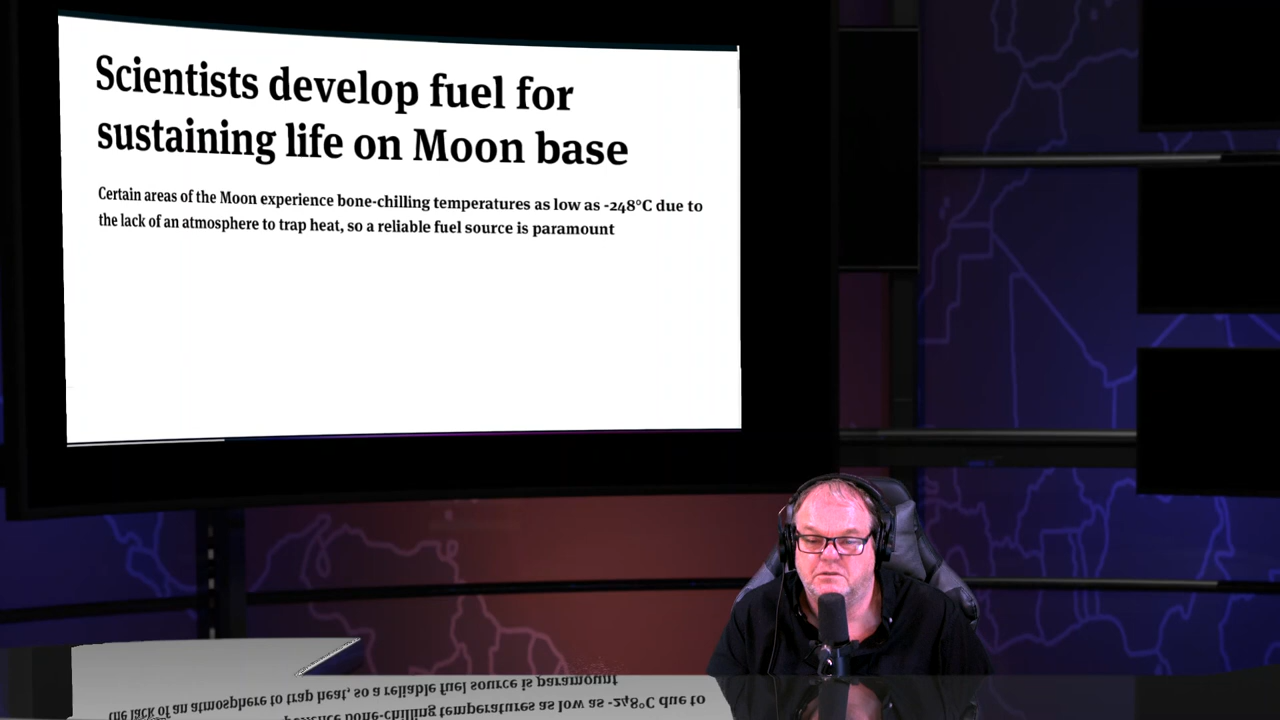 Scientists develop fuel for
sustaining life on Moon base
Certain areas of the Moon experience bone-chilling temperatures as low as -248°C due to
the lack of an atmosphere to trap heat, so a reliable fuel source is paramount